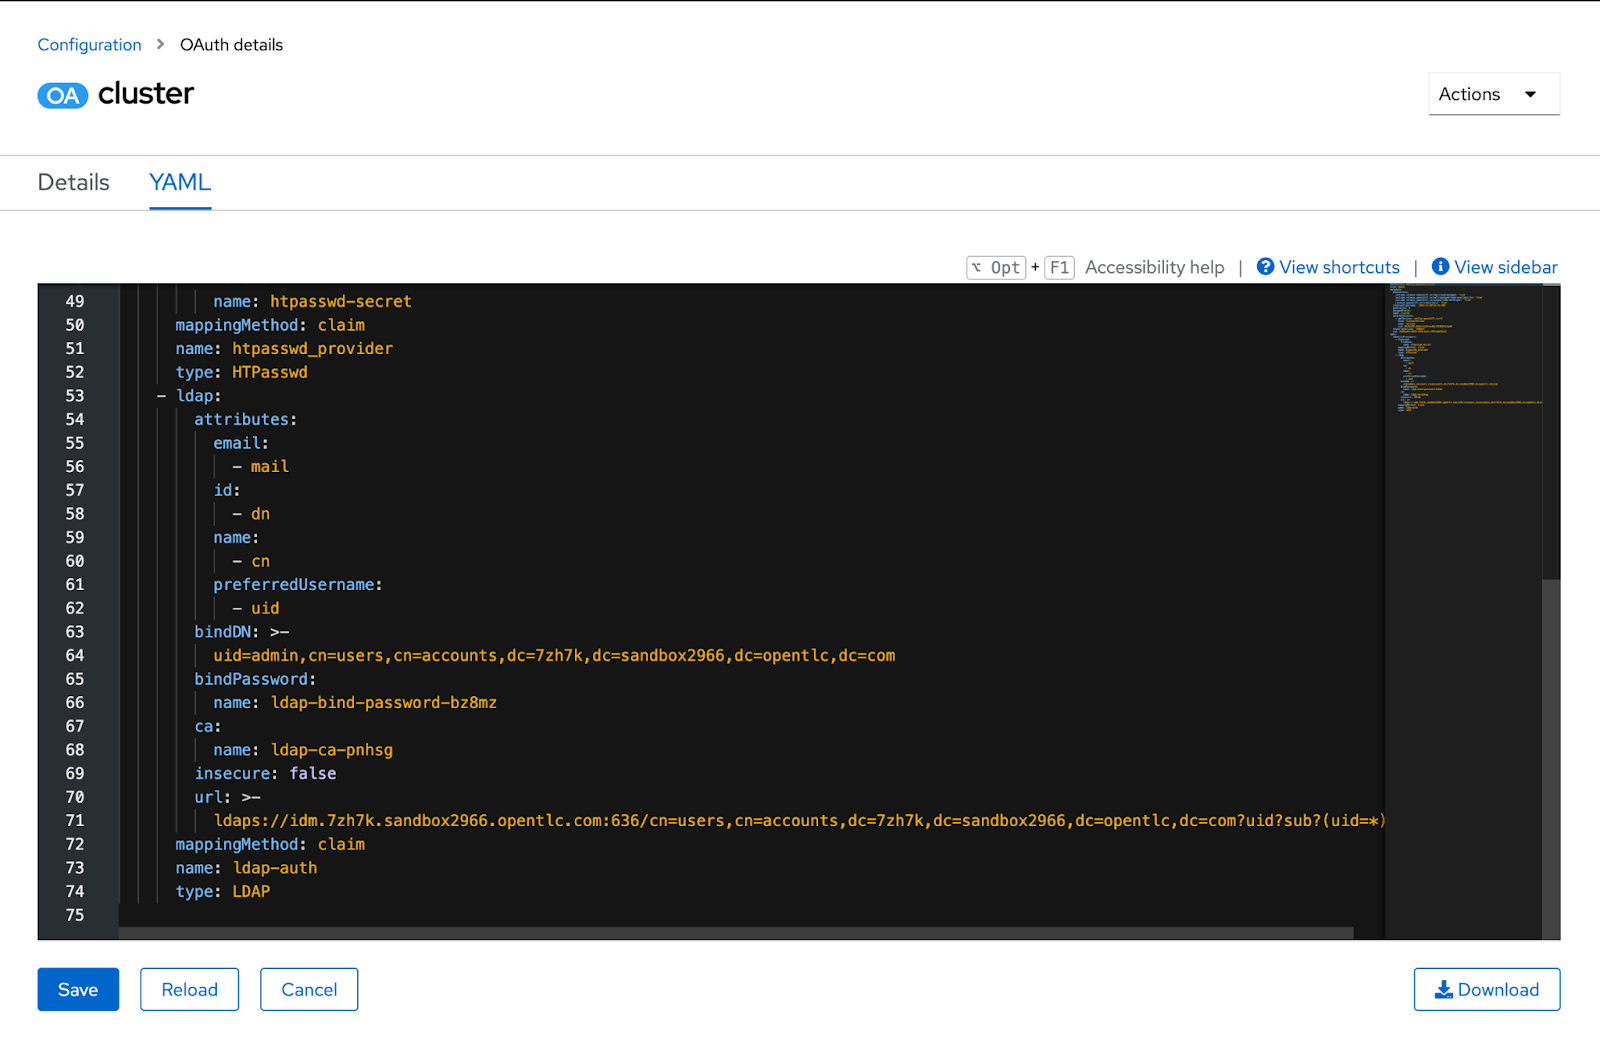 Configuration > OAuth details
OA cluster
Actions
Details YAML
⌥ Opt + F1 Accessibility help | View shortcuts | View sidebar
49 name: htpasswd-secret
50 mappingMethod: claim
51 name: htpasswd_provider
52 type: HTPasswd
53 - ldap:
54 attributes:
55 email:
56 - mail
57 id:
58 - dn
59 name:
60 - cn
61 preferredUsername:
62 - uid
63 bindDN: >-
64 uid=admin,cn=users,cn=accounts,dc=7zh7k,dc=sandbox2966,dc=opentlc,dc=com
65 bindPassword:
66 name: ldap-bind-password-bz8mz
67 ca:
68 name: ldap-ca-pnhsg
69 insecure: false
70 url: >-
71 ldaps://idm.7zh7k.sandbox2966.opentlc.com:636/cn=users,cn=accounts,dc=7zh7k,dc=sandbox2966,dc=opentlc,dc=com?uid?sub?(uid=*)
72 mappingMethod: claim
73 name: ldap-auth
74 type: LDAP
75
Save Reload Cancel Download